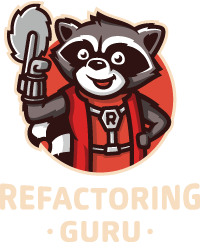 R
REFACTORING
· GURU ·